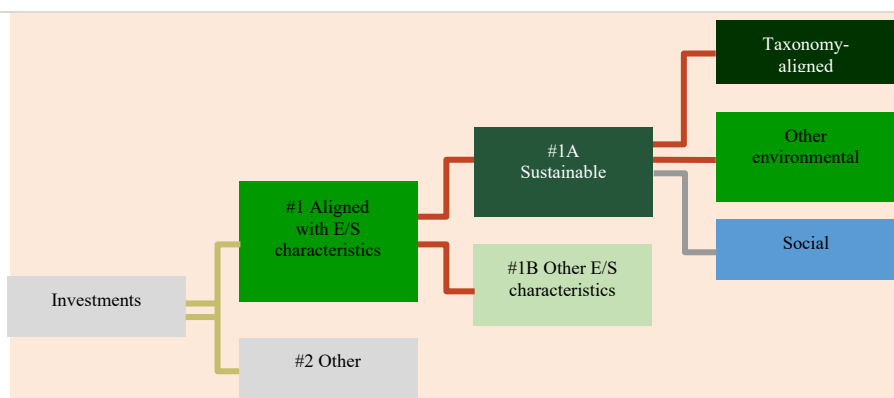 Taxonomy-
aligned
#1A
Sustainable
Other
environmental
#1 Aligned
with E/S
characteristics
Social
#1B Other E/S
characteristics
Investments
#2 Other